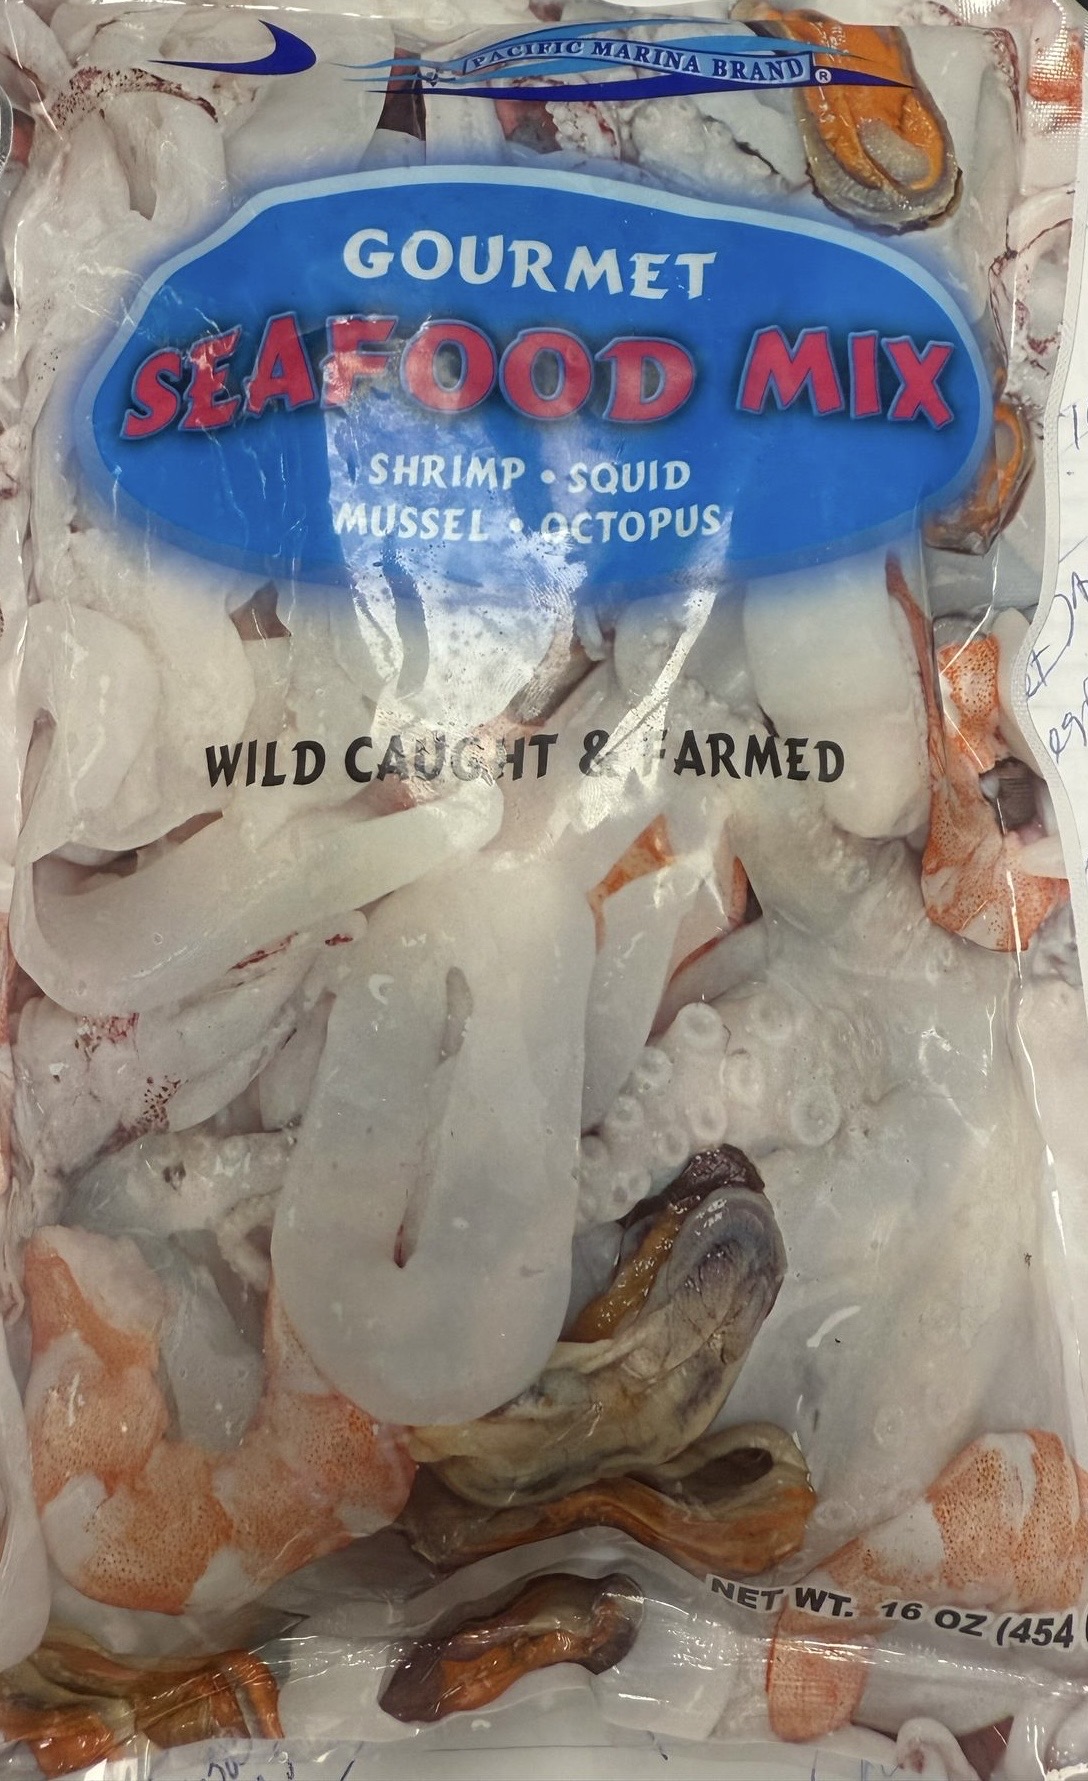 PACIFIC MARINA BRAND®
GOURMET
SEAFOOD MIX
SHRIMP • SQUID
MUSSEL • OCTOPUS
WILD CAUGHT & FARMED
NET WT. 16 OZ (454